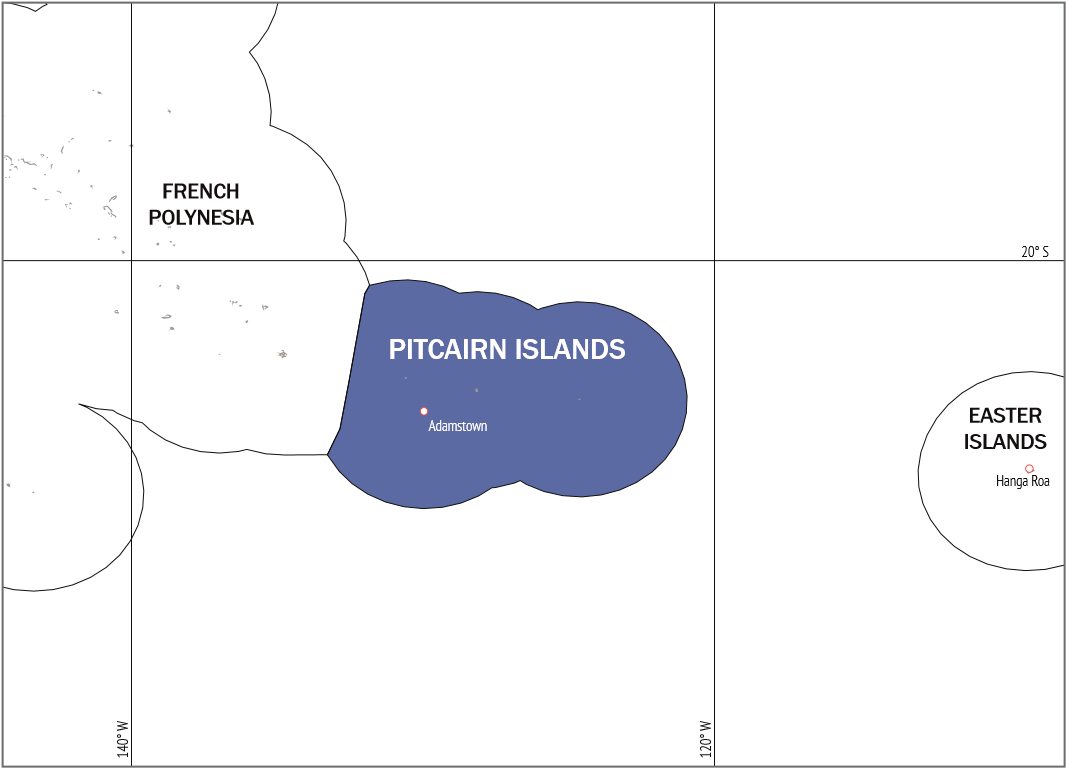 FRENCH
POLYNESIA
20° S
PITCAIRN ISLANDS
Adamstown
EASTER
ISLANDS
Hanga Roa
140° W
120° W